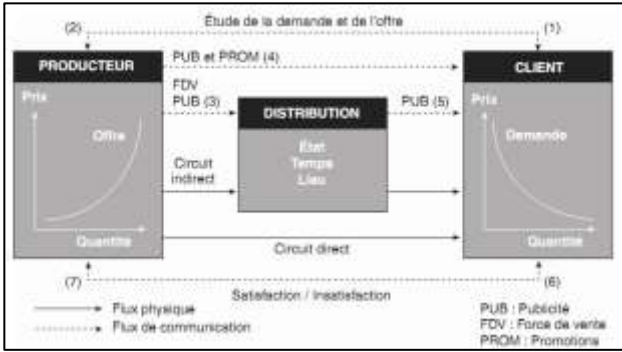 Étude de la demande et de l'offre
(2)
(1)
PRODUCTEUR
PUB et PROM (4)
CLIENT
Prix
Offre
Quantité
FDV
PUB (3)
DISTRIBUTION
Etat
Temps
Lieu
PUB (5)
Prix
Demande
Quantité
Circuit
indirect
Circuit direct
(7)
(6)
Satisfaction / Insatisfaction
Flux physique
Flux de communication
PUB : Publicité
FDV : Force de vente
PROM : Promotions